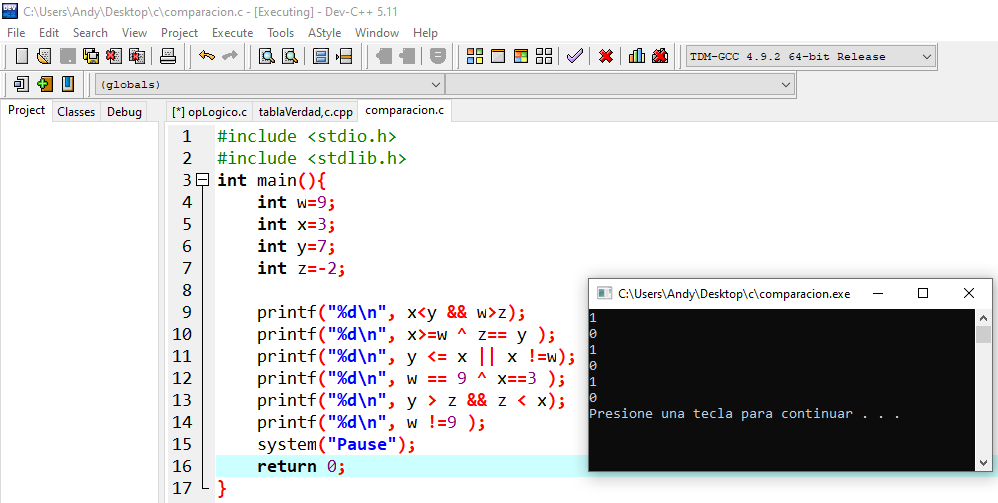 C:\Users\Andy\Desktop\c\comparacion.c - [Executing] - Dev-C++ 5.11
File Edit Search View Project Execute Tools AStyle Window Help
TDM-GCC 4.9.2 64-bit Release
(globals)
Project Classes Debug
[*] opLogico.c tablaVerdad,c.cpp comparacion.c
1 #include <stdio.h>
2 #include <stdlib.h>
3 int main(){
4 int w=9;
5 int x=3;
6 int y=7;
7 int z=-2;
8
9 printf("%d\n", x<y && w>z);
10 printf("%d\n", x>=w ^ z== y );
11 printf("%d\n", y <= x || x !=w);
12 printf("%d\n", w == 9 ^ x==3 );
13 printf("%d\n", y > z && z < x);
14 printf("%d\n", w !=9 );
15 system("Pause");
16 return 0;
17 }
C:\Users\Andy\Desktop\c\comparacion.exe
1
0
1
0
1
0
Presione una tecla para continuar . . .